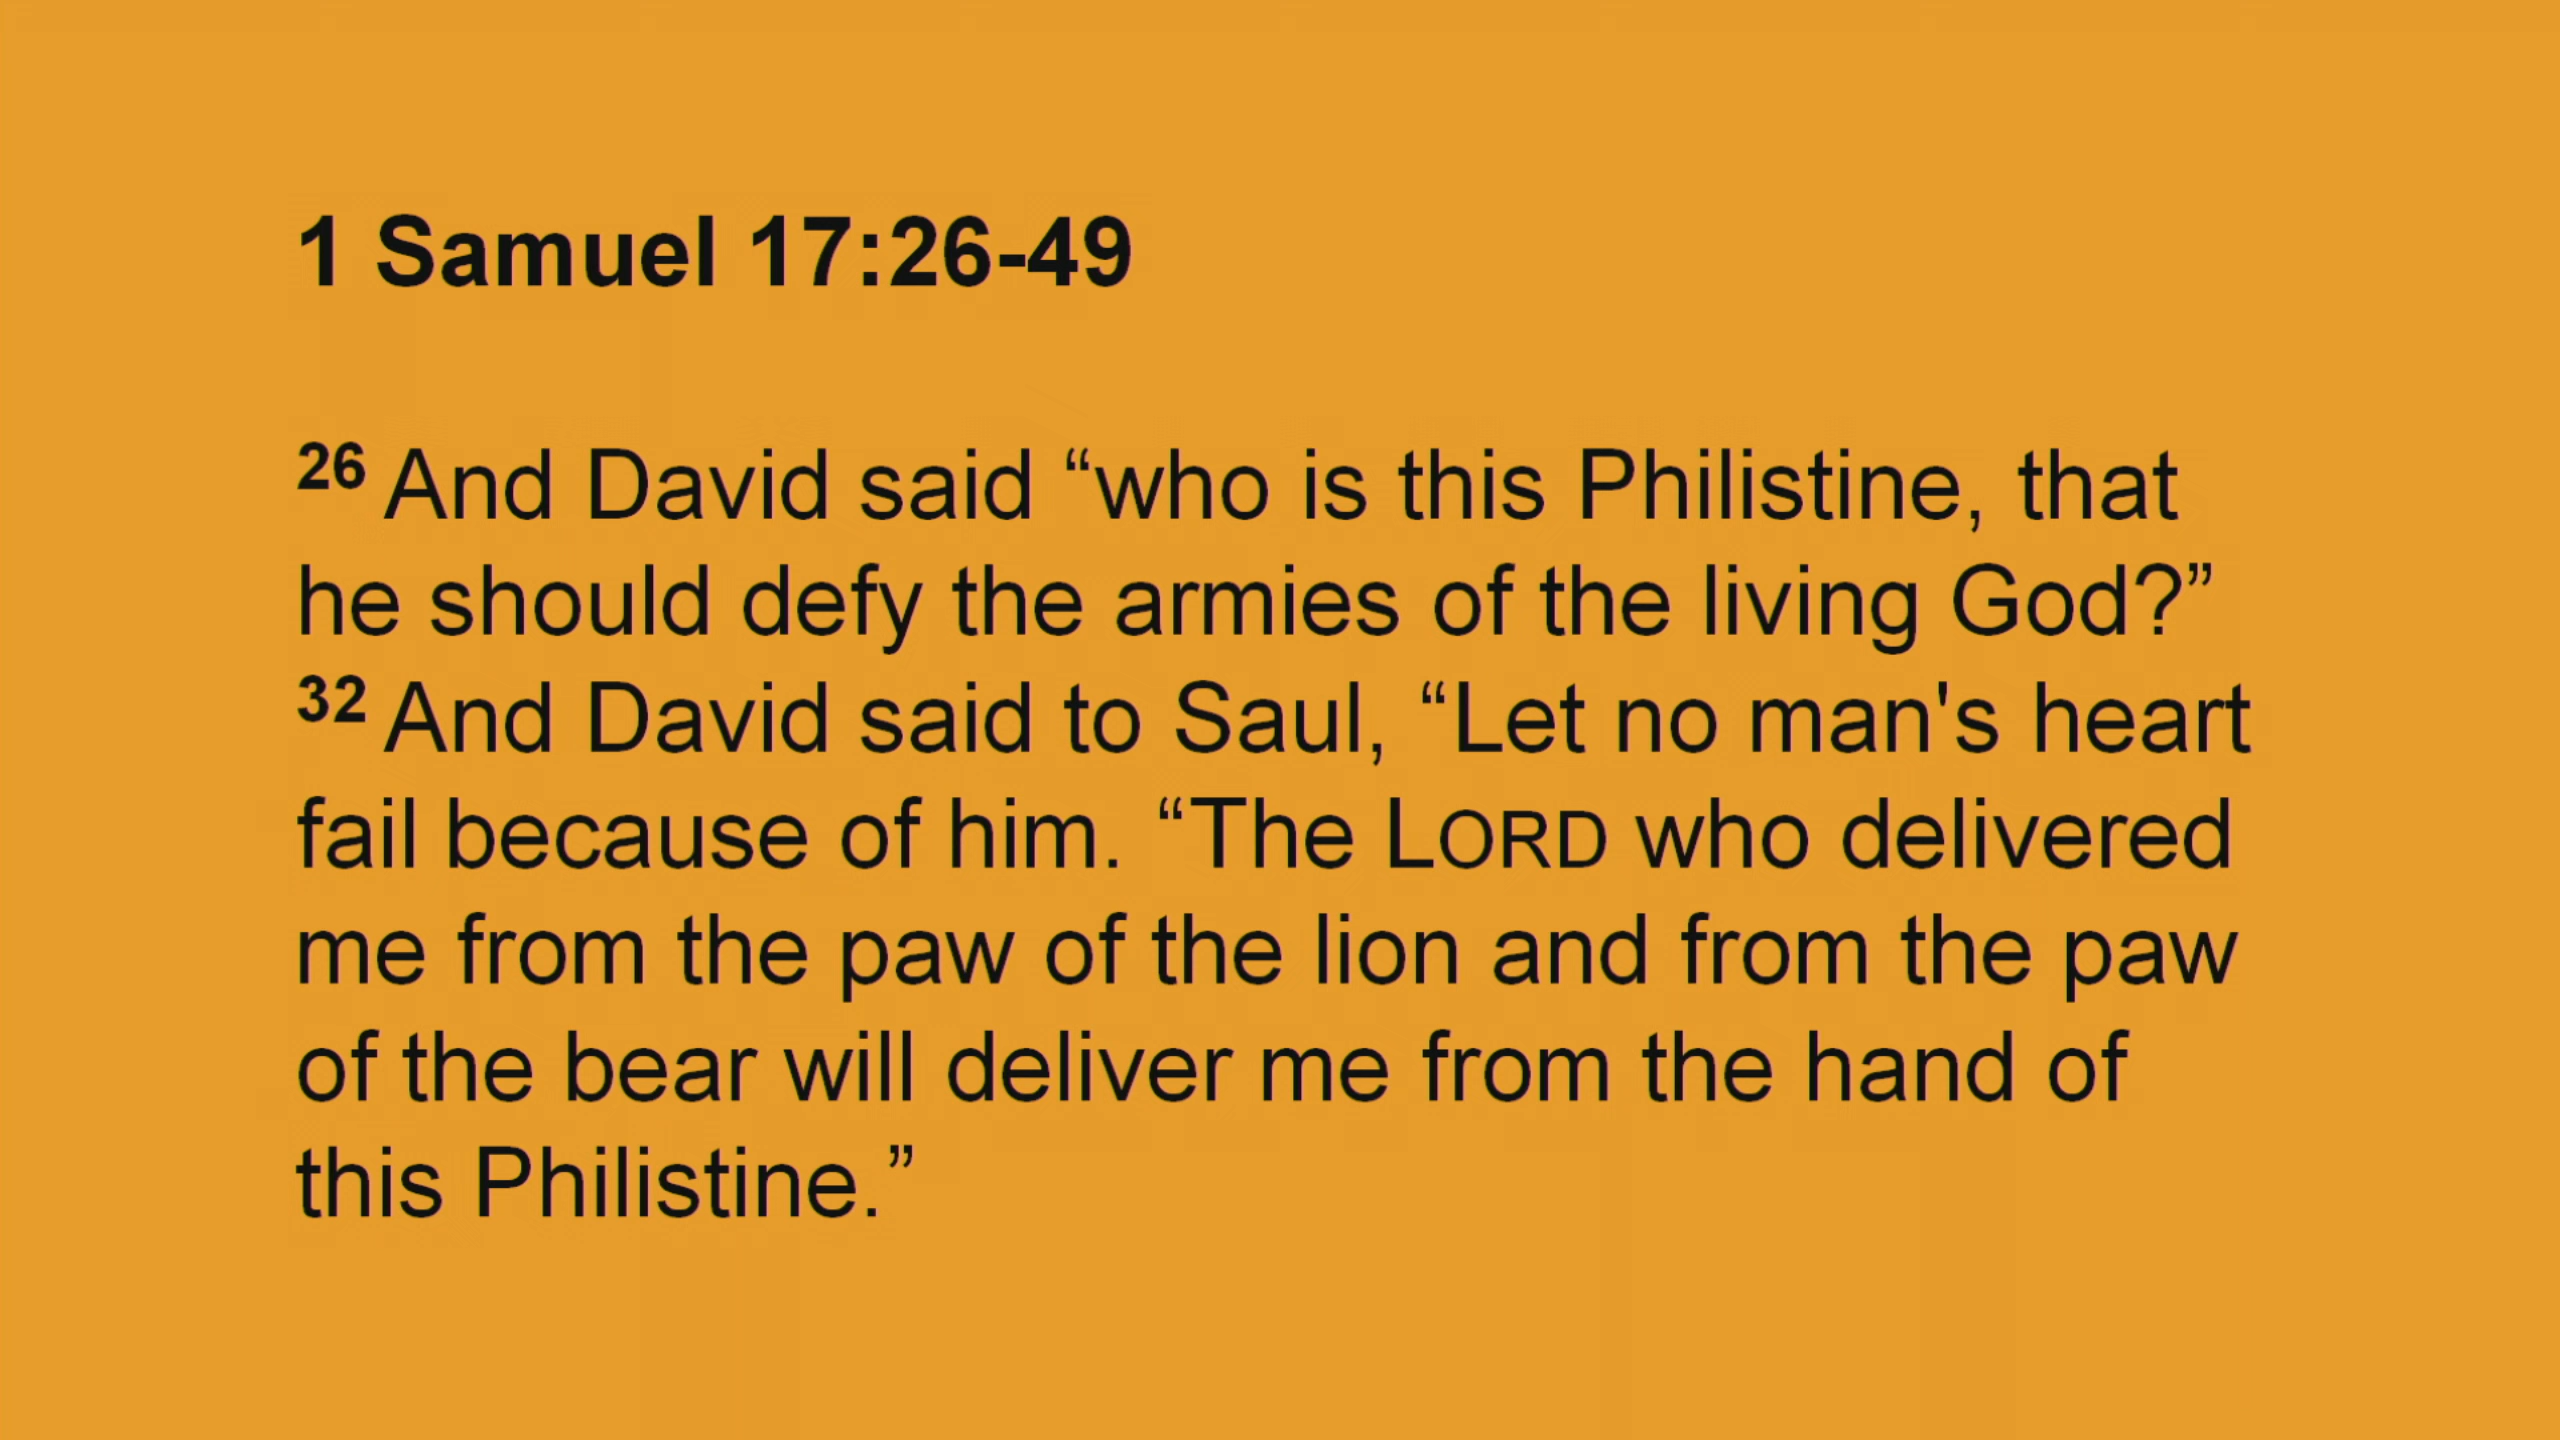 1 Samuel 17:26-49
26 And David said “who is this Philistine, that
he should defy the armies of the living God?”
32 And David said to Saul, “Let no man's heart
fail because of him. “The LORD who delivered
me from the paw of the lion and from the paw
of the bear will deliver me from the hand of
this Philistine.”